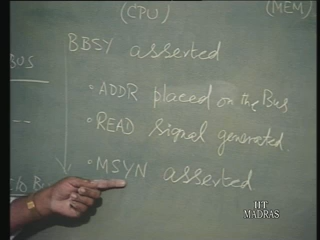 (CPU) (MEM)
BBSY asserted
BUS
• ADDR placed on the Bus
• READ signal generated
• MSYN asserted
IIT
MADRAS